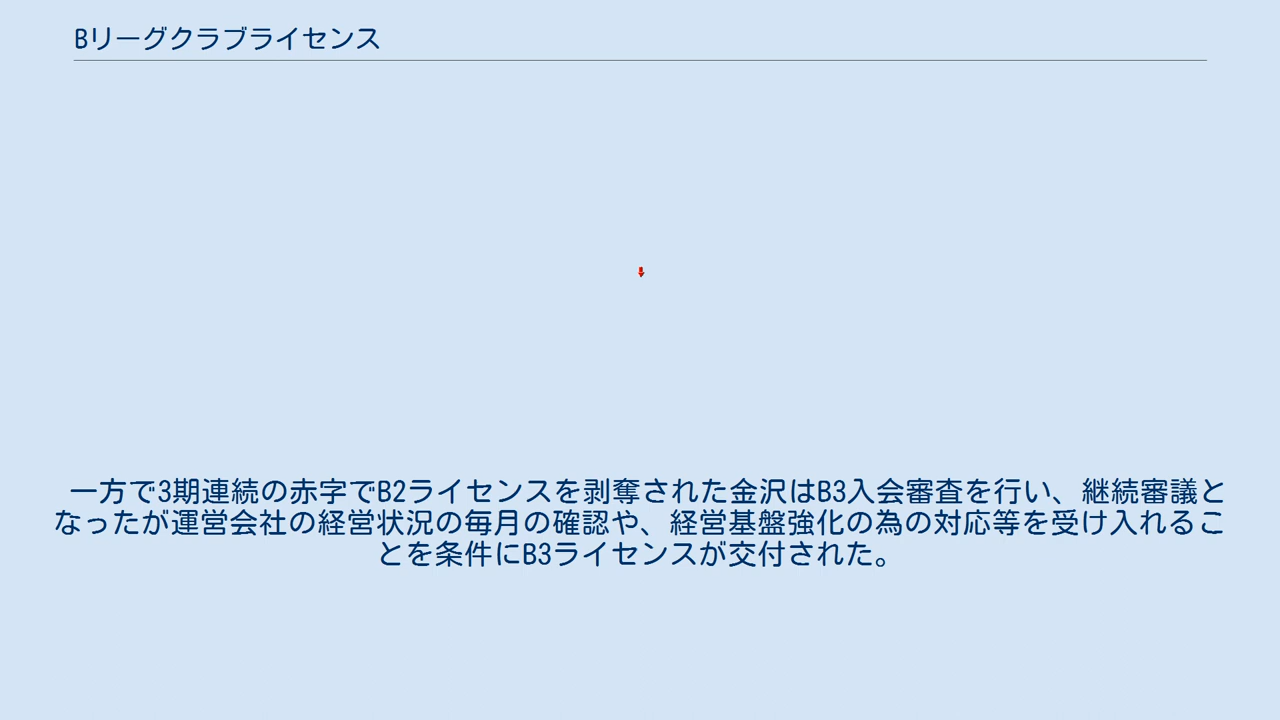 Bリーグクラブライセンス
一方で3期連続の赤字でB2ライセンスを剥奪された金沢はB3入会審査を行い、継続審議と
なったが運営会社の経営状況の毎月の確認や、経営基盤強化の為の対応等を受け入れるこ
とを条件にB3ライセンスが交付された。